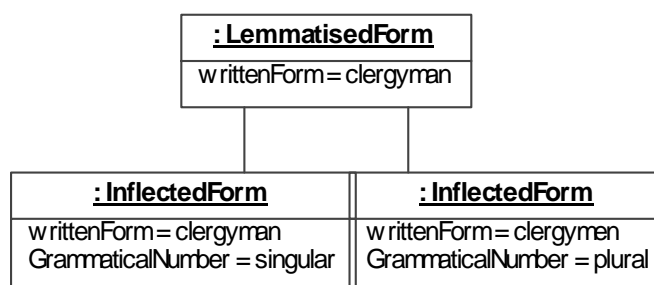 : LemmatisedForm
writtenForm = clergyman
: InflectedForm
writtenForm = clergyman
GrammaticalNumber = singular
: InflectedForm
writtenForm = clergymen
GrammaticalNumber = plural